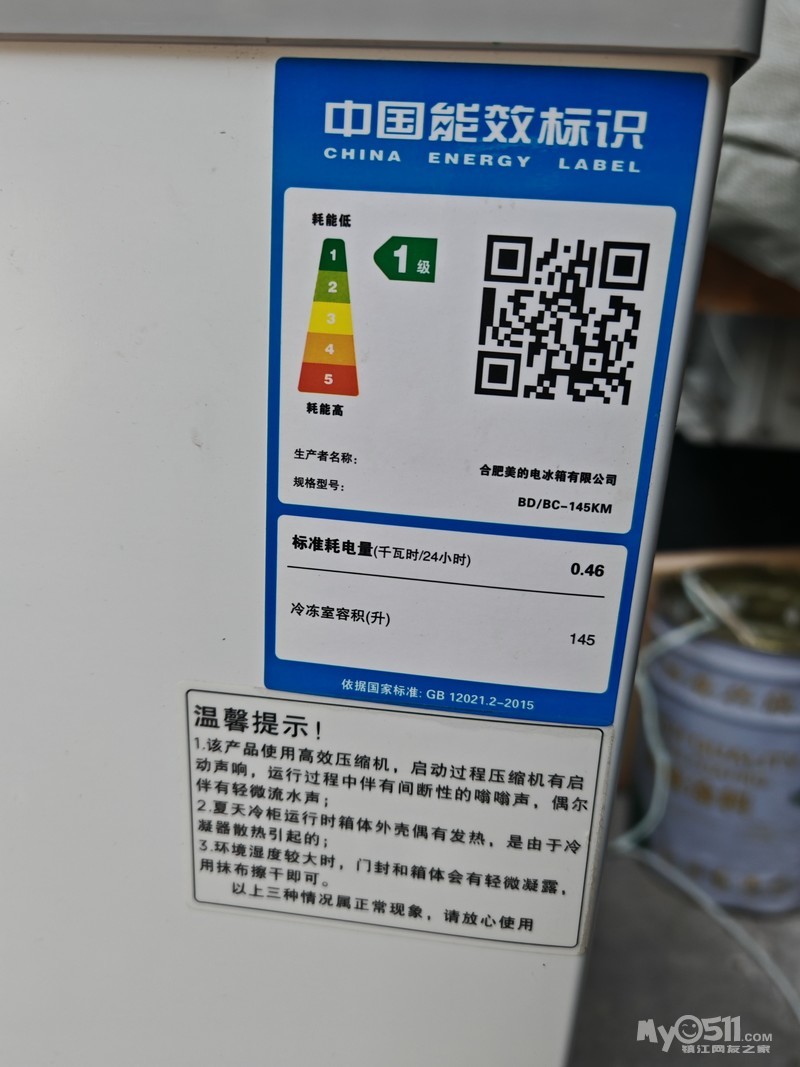 中国能效标识
CHINA ENERGY LABEL
耗能低
1
1级
2
3
4
5
耗能高
生产者名称：
合肥美的电冰箱有限公司
规格型号：
BD/BC-145KM
标准耗电量(千瓦时/24小时)
0.46
冷冻室容积(升)
145
依据国家标准: GB 12021.2-2015
温馨提示！
1.该产品使用高效压缩机，启动过程压缩机有启
动声响，运行过程中伴有间断性的嗡嗡声，偶尔
伴有轻微流水声；
2.夏天冷柜运行时箱体外壳偶有发热，是由于冷
凝器散热引起的；
3.环境湿度较大时，门封和箱体会有轻微凝露，
用抹布擦干即可。
以上三种情况属正常现象，请放心使用
My0511.COM
镇江网友之家